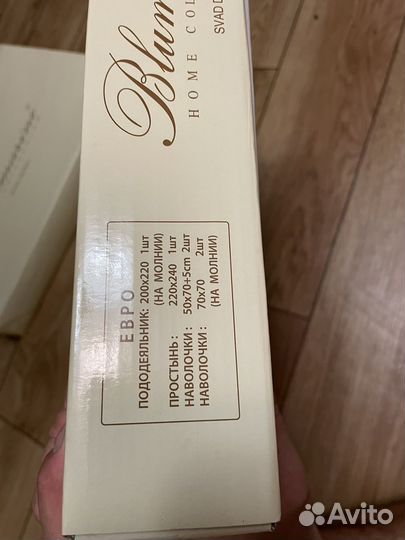 Blum
HOME COL
SVAD D
ЕВРО
ПОДОДЕЯЛЬНИК: 200x220 1шт
(НА МОЛНИИ)
ПРОСТЫНЬ: 220x240 1шт
НАВОЛОЧКИ: 50x70+5cm 2шт
НАВОЛОЧКИ: 70x70 2шт
(НА МОЛНИИ)
Avito